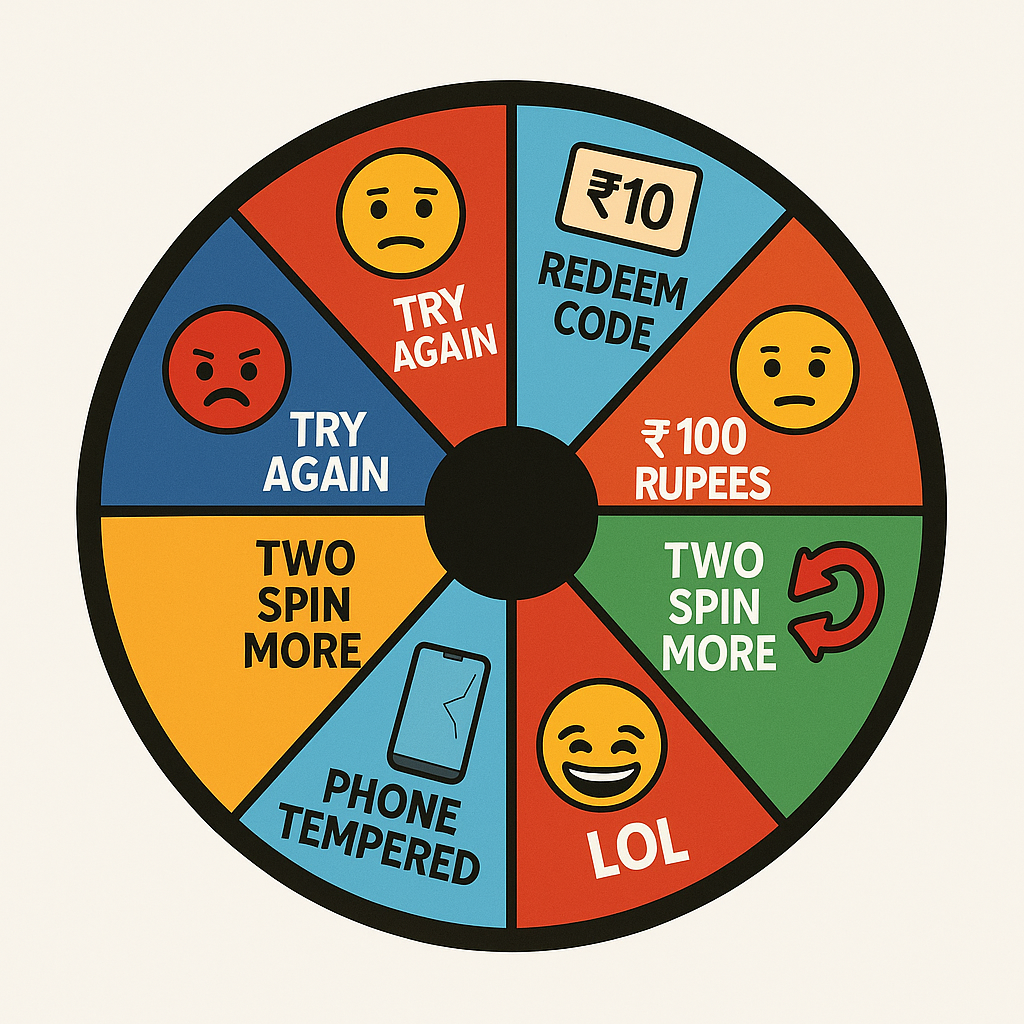 ₹10
REDEEM
CODE
₹100
RUPEES
TWO
SPIN
MORE
LOL
PHONE
TEMPERED
TWO
SPIN
MORE
TRY
AGAIN
TRY
AGAIN